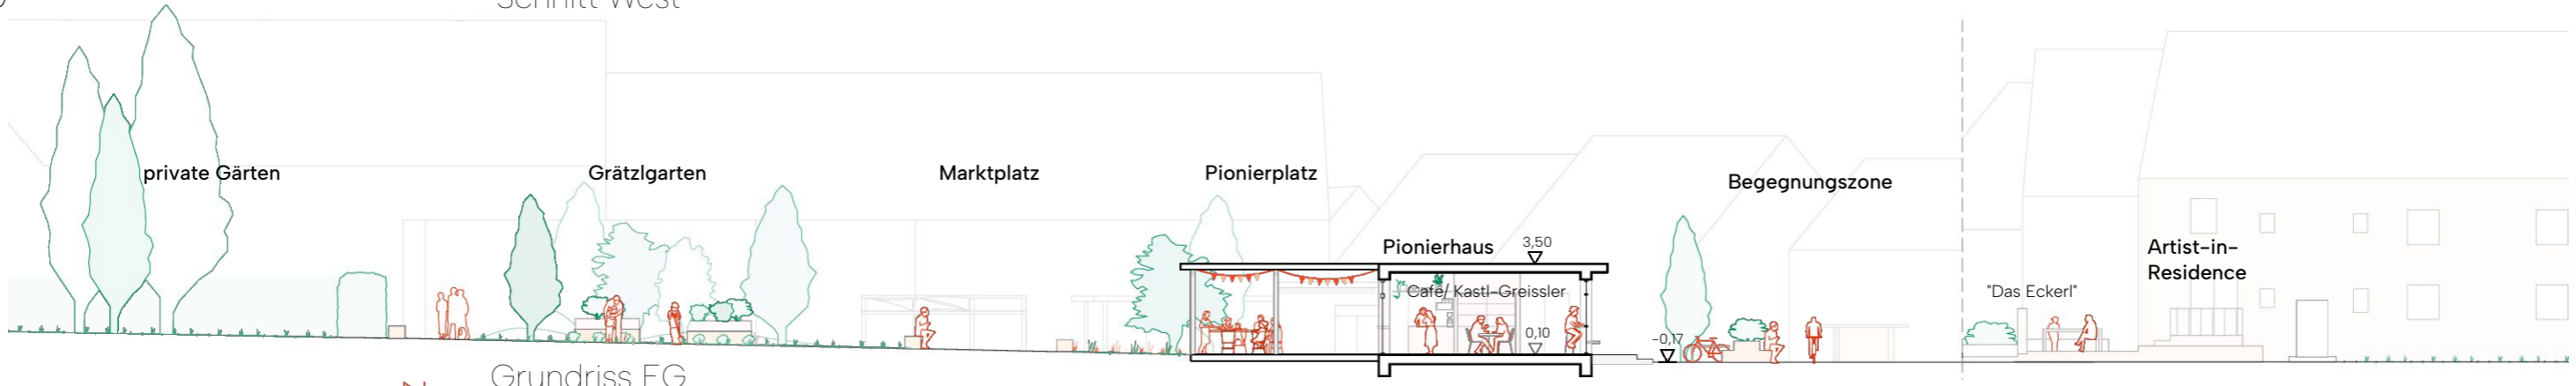 Schnitt West
private Gärten
Grätzlgarten
Marktplatz
Pionierplatz
Begegnungszone
Pionierhaus
3,50
Café/ Kastl-Greissler
0,10
-0,17
"Das Eckerl"
Artist-in-
Residence
Grundriss EG